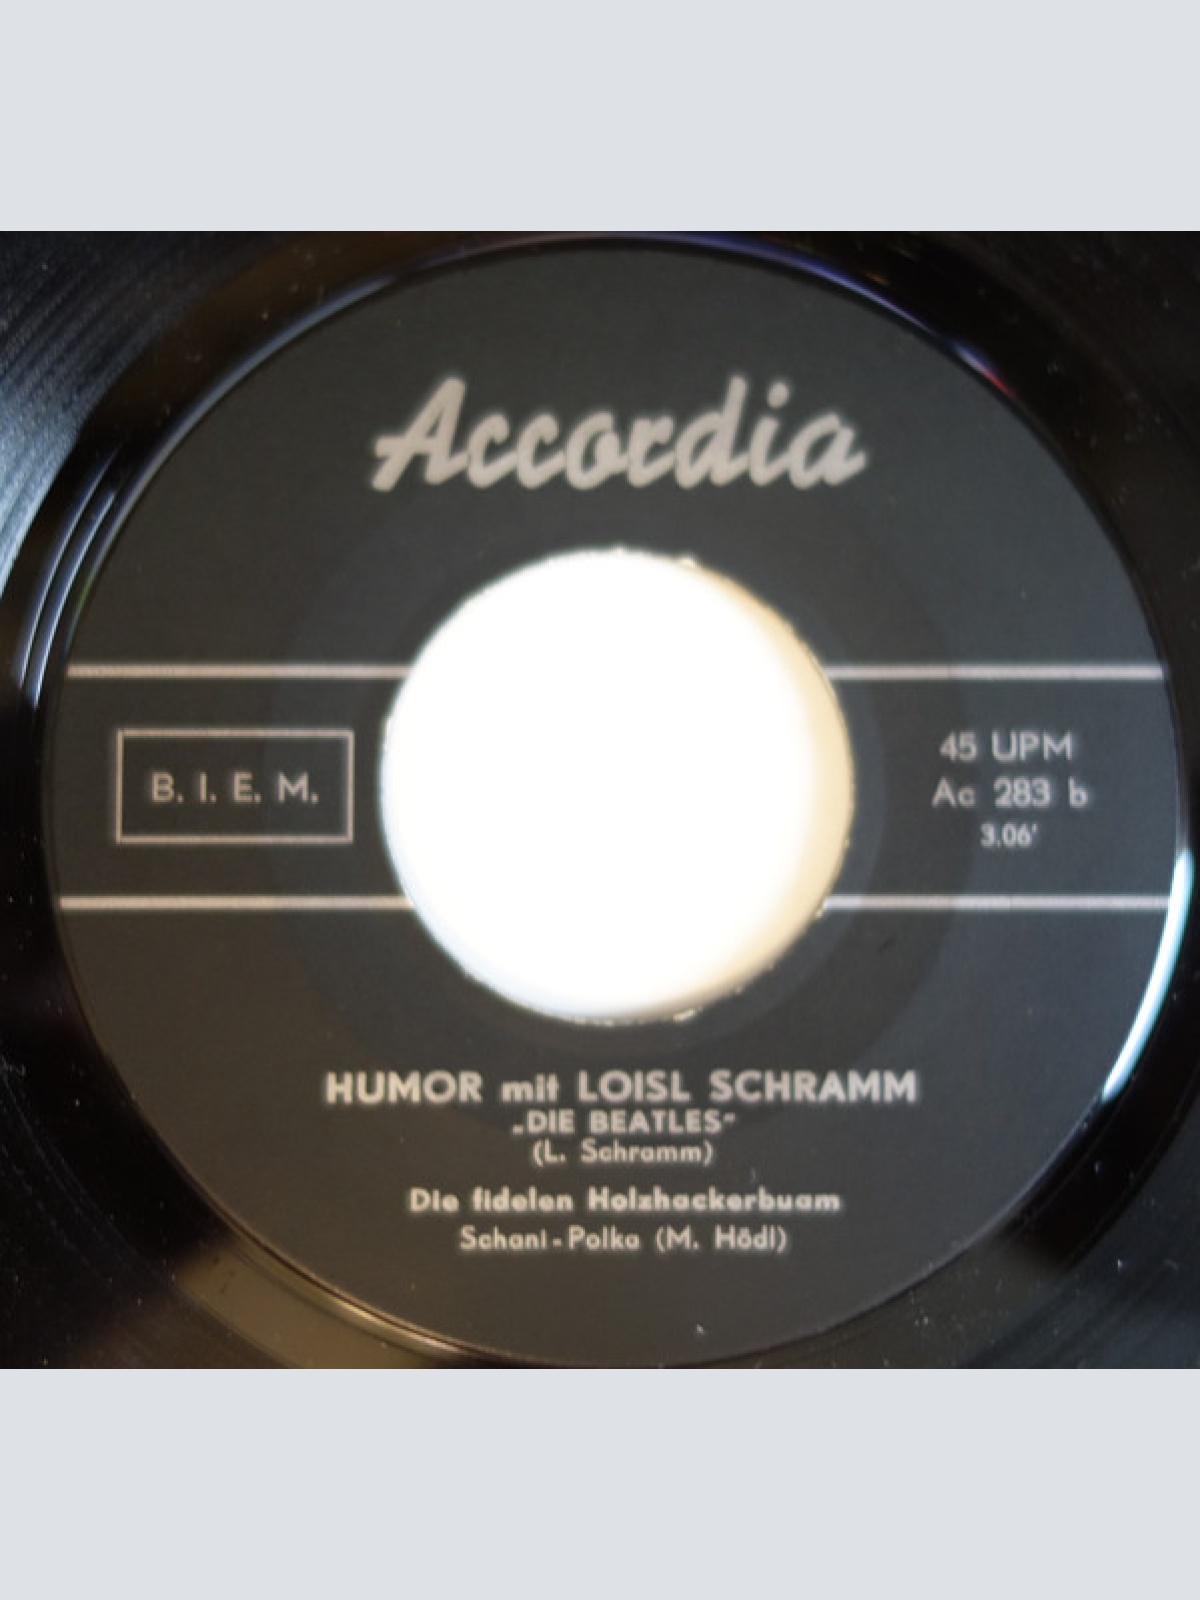 Accordia
B. I. E. M.
45 UPM
Ac 283 b
3.06'
HUMOR mit LOISL SCHRAMM
„DIE BEATLES"
(L. Schramm)
Die fidelen Holzhackerbuam
Schani-Polka (M. Hödl)